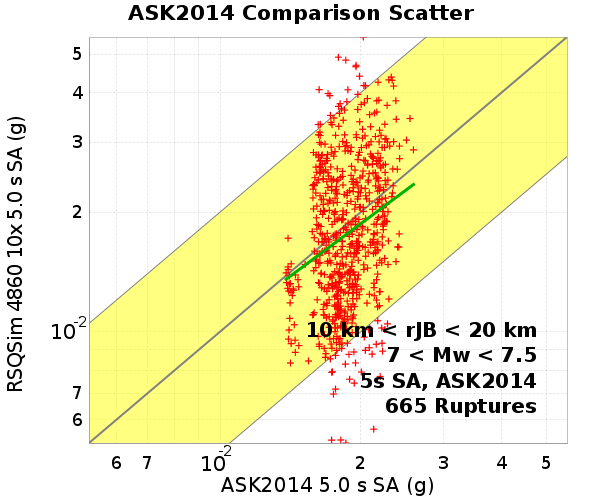 ASK2014 Comparison Scatter
RSQSim 4860 10x 5.0 s SA (g)
5
4
3
2
10-2
7
6
10 km < rJB < 20 km
7 < Mw < 7.5
5s SA, ASK2014
665 Ruptures
6 7 10-2 2 3 4 5
ASK2014 5.0 s SA (g)